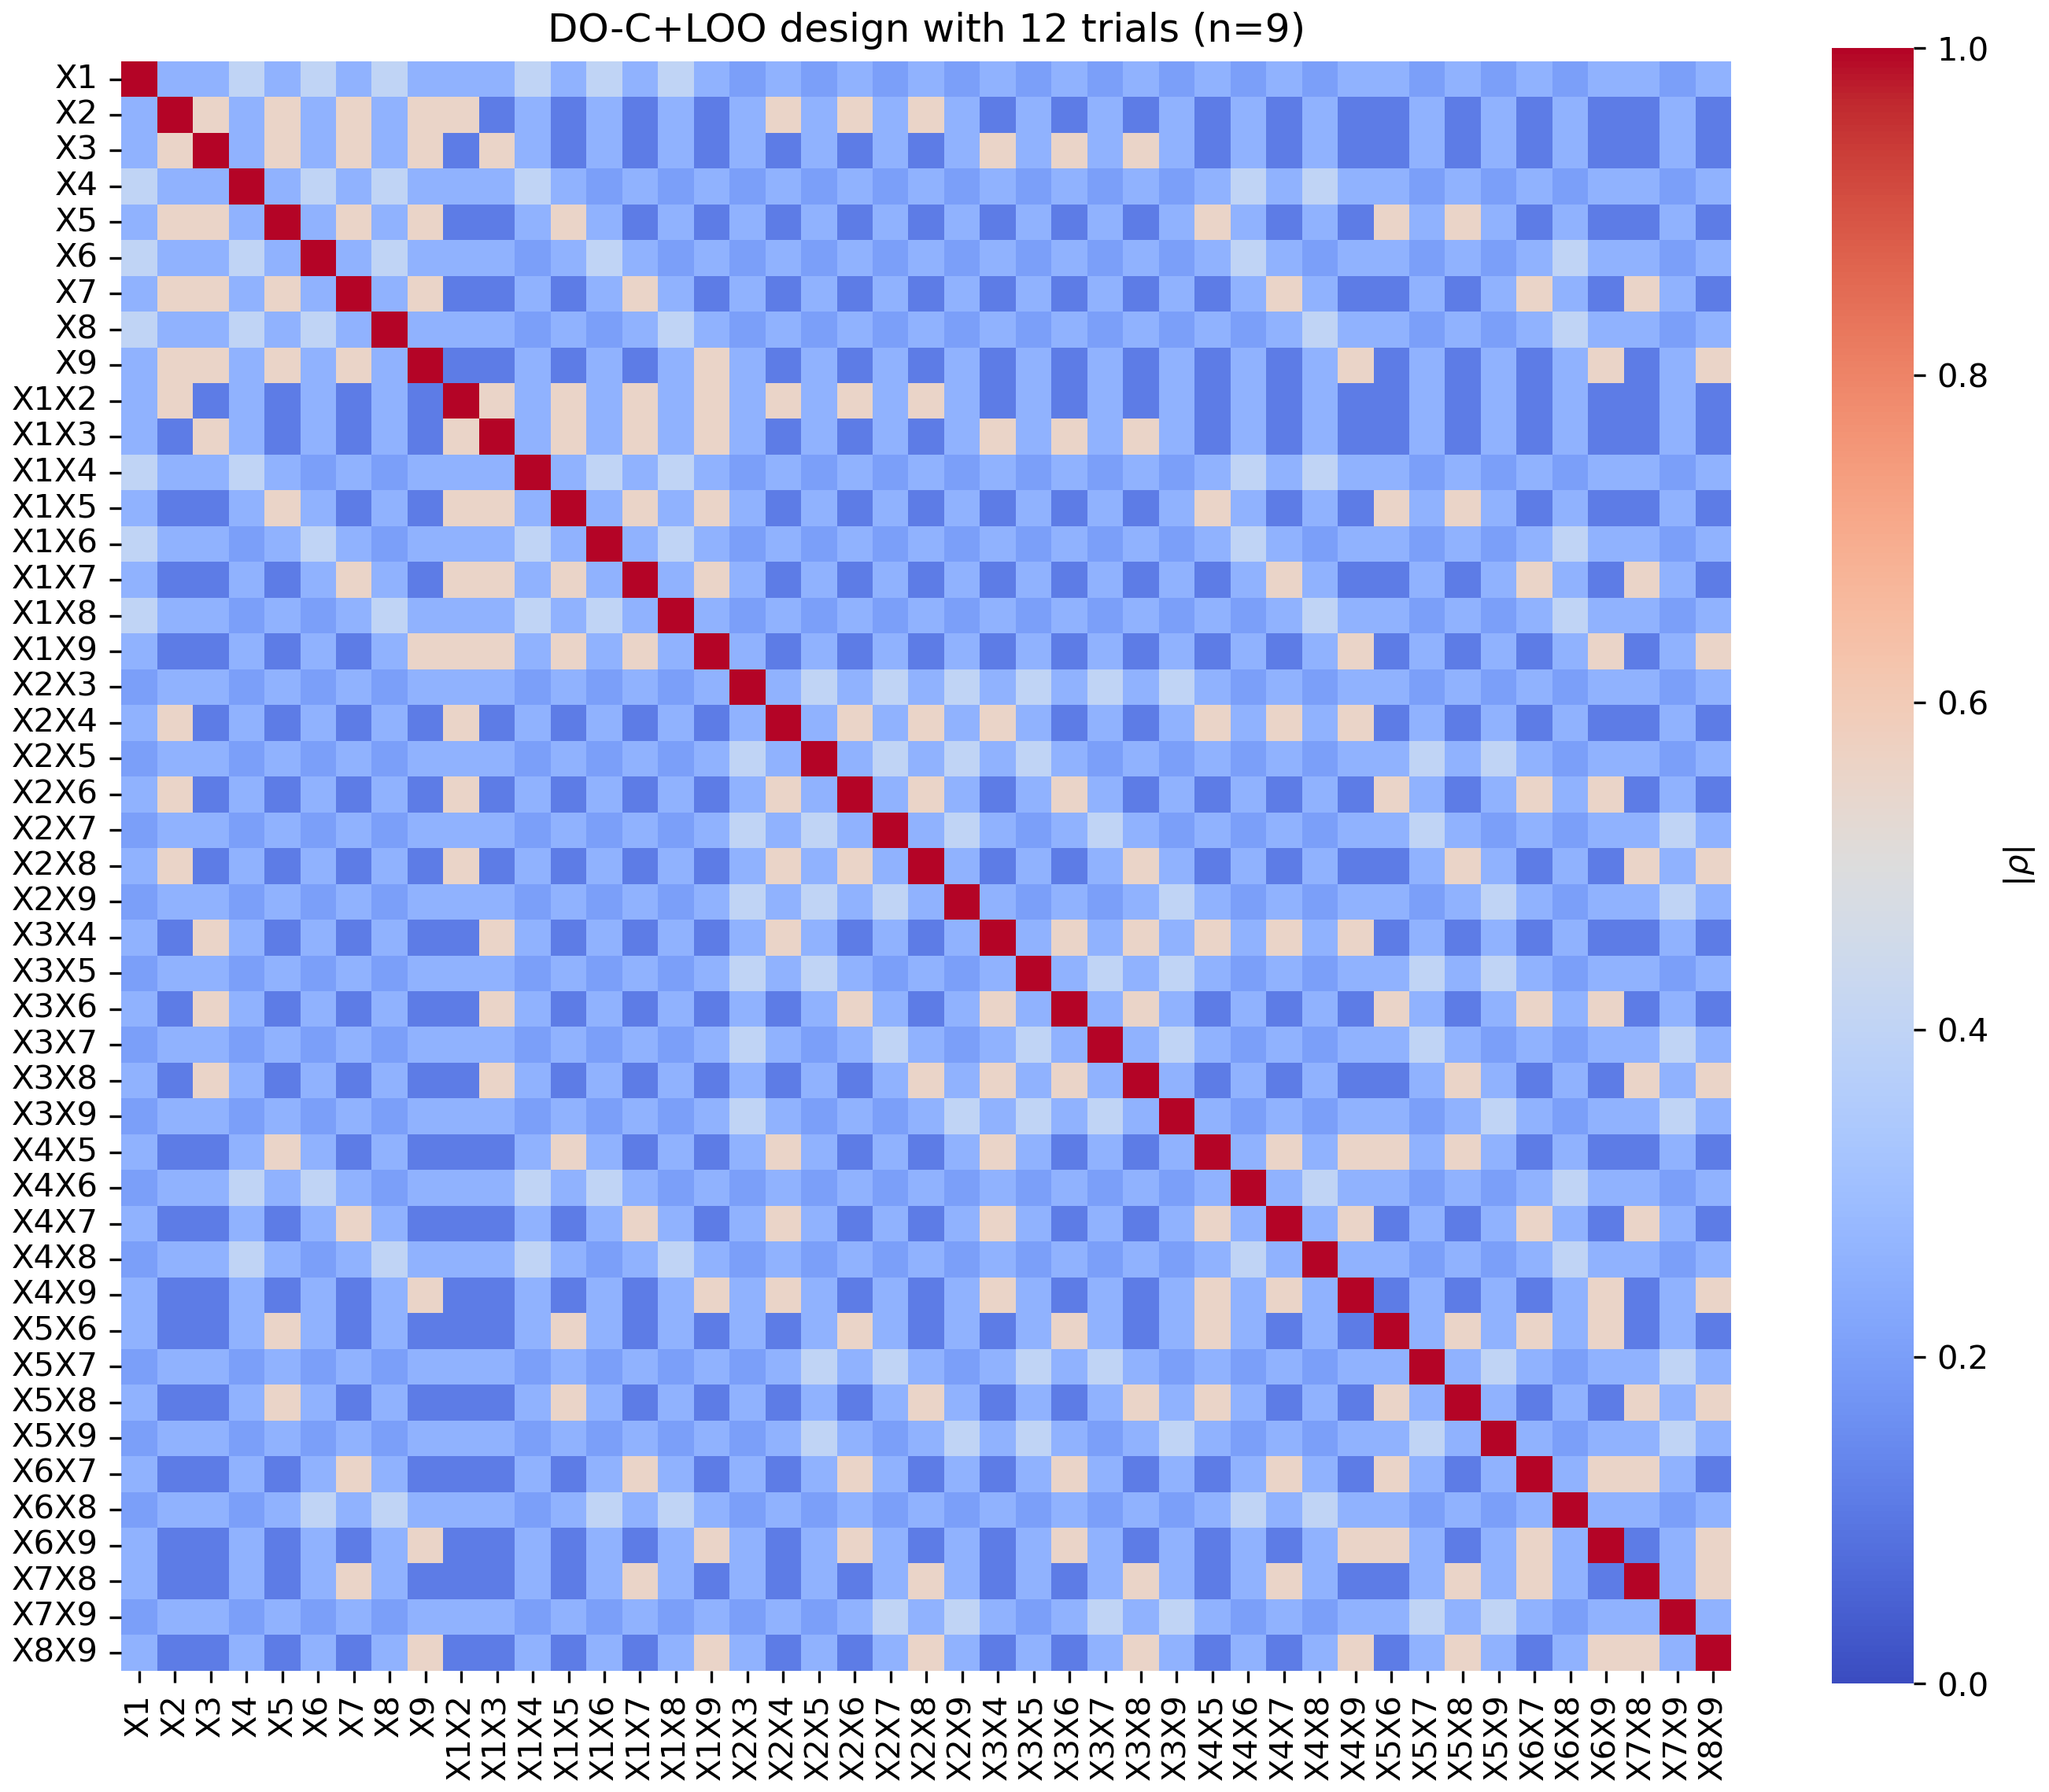 DO-C+LOO design with 12 trials (n=9)
X1
X2
X3
X4
X5
X6
X7
X8
X9
X1X2
X1X3
X1X4
X1X5
X1X6
X1X7
X1X8
X1X9
X2X3
X2X4
X2X5
X2X6
X2X7
X2X8
X2X9
X3X4
X3X5
X3X6
X3X7
X3X8
X3X9
X4X5
X4X6
X4X7
X4X8
X4X9
X5X6
X5X7
X5X8
X5X9
X6X7
X6X8
X6X9
X7X8
X7X9
X8X9
X1
X2
X3
X4
X5
X6
X7
X8
X9
X1X2
X1X3
X1X4
X1X5
X1X6
X1X7
X1X8
X1X9
X2X3
X2X4
X2X5
X2X6
X2X7
X2X8
X2X9
X3X4
X3X5
X3X6
X3X7
X3X8
X3X9
X4X5
X4X6
X4X7
X4X8
X4X9
X5X6
X5X7
X5X8
X5X9
X6X7
X6X8
X6X9
X7X8
X7X9
X8X9
1.0
0.8
0.6
0.4
0.2
0.0
|ρ|